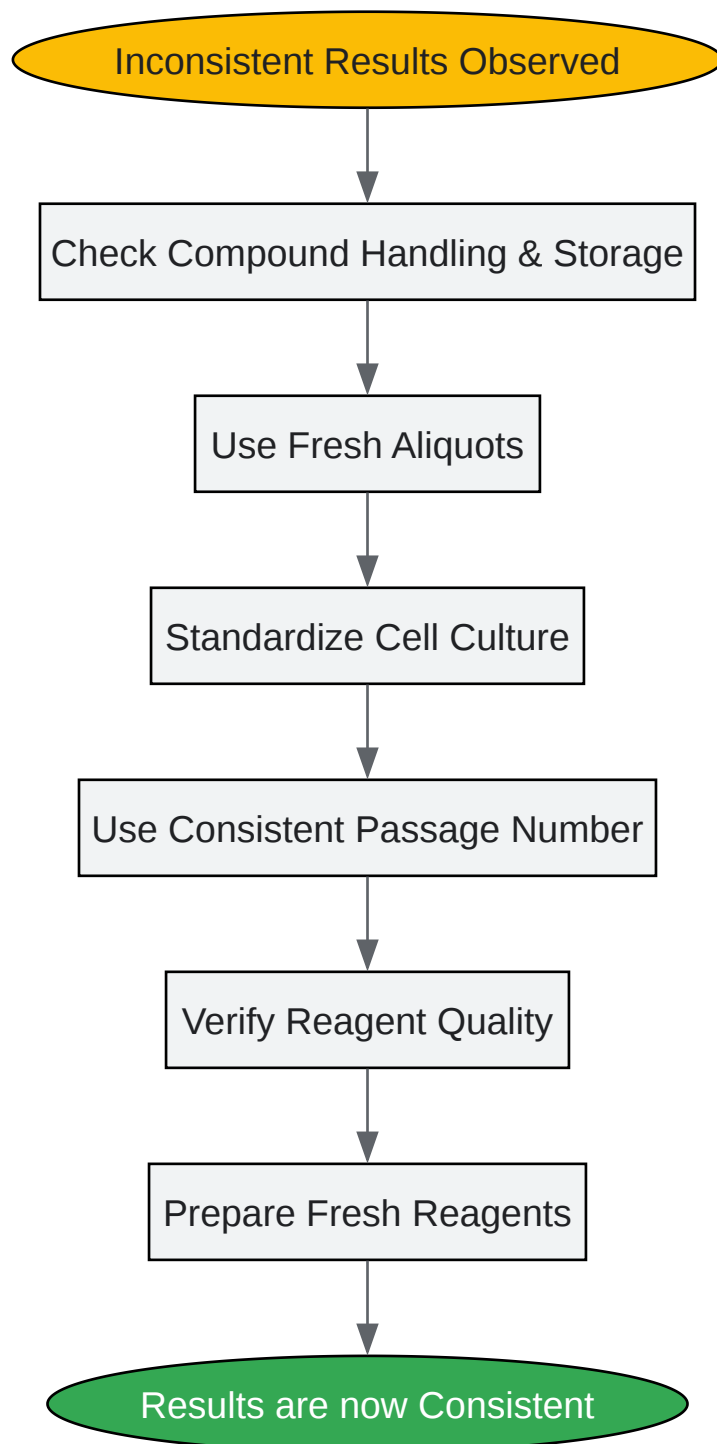 Inconsistent Results Observed
Check Compound Handling & Storage
Use Fresh Aliquots
Standardize Cell Culture
Use Consistent Passage Number
Verify Reagent Quality
Prepare Fresh Reagents
Results are now Consistent